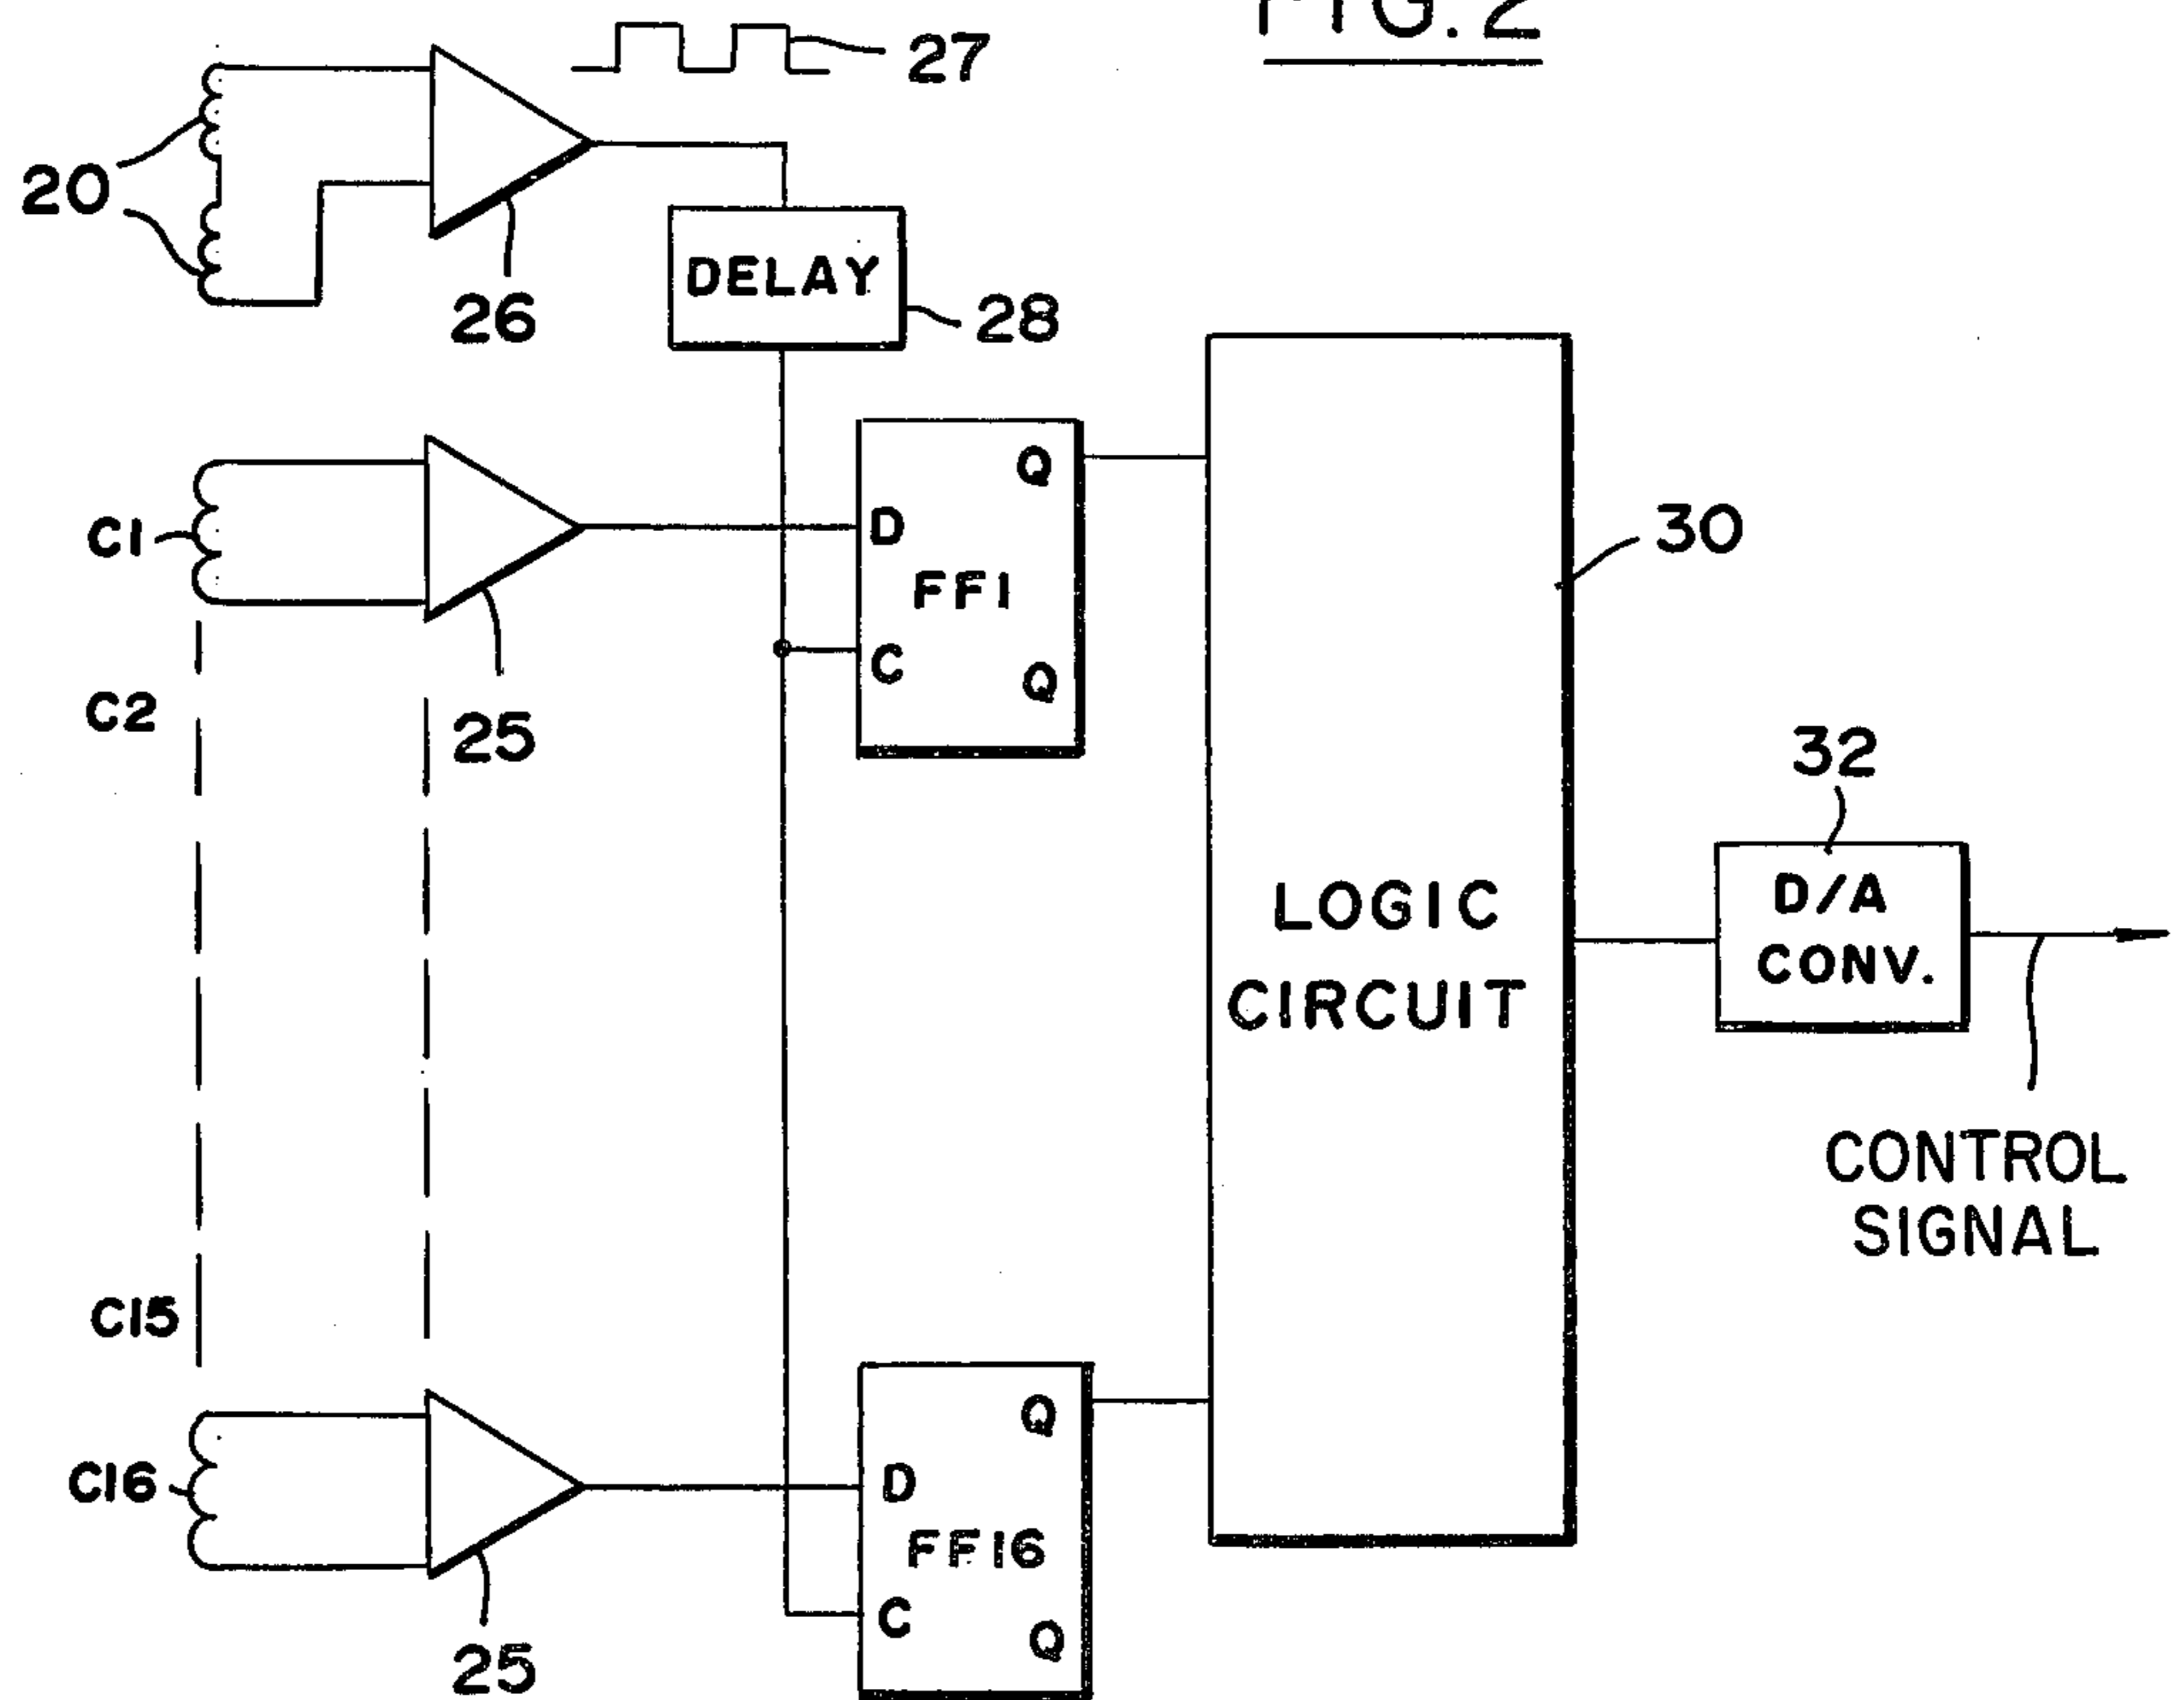 FIG. 2
27
20
26
DELAY
28
Q
C1
D
30
FF1
C
Q
C2
25
32
D/A
CONV.
LOGIC
CIRCUIT
CONTROL
SIGNAL
C15
Q
C16
D
FF16
C
Q
25